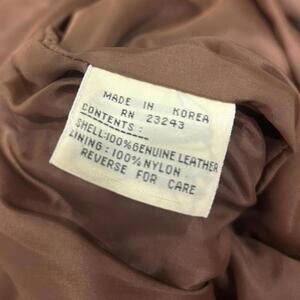 MADE IN KOREA
RN 23243
CONTENTS:
SHELL:100%GENUINE LEATHER
LINING:100%NYLON
REVERSE FOR CARE